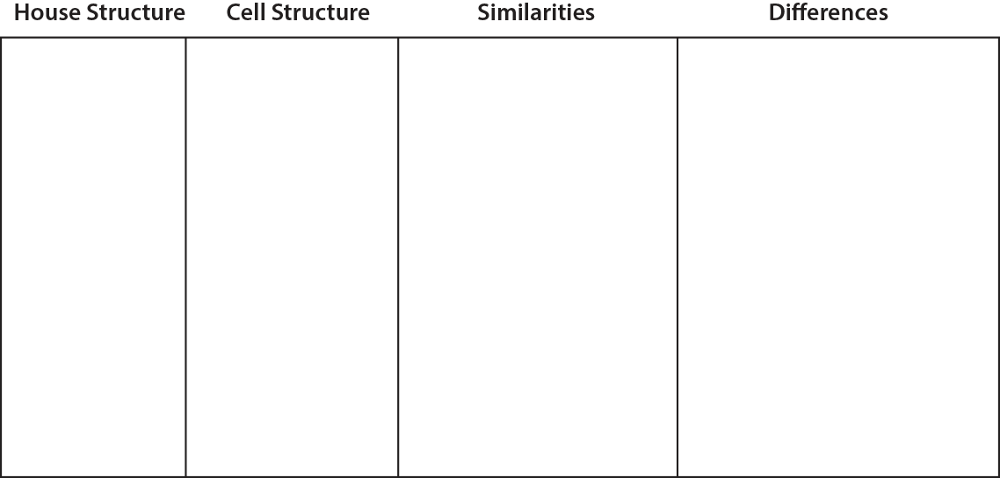 House Structure Cell Structure Similarities Differences